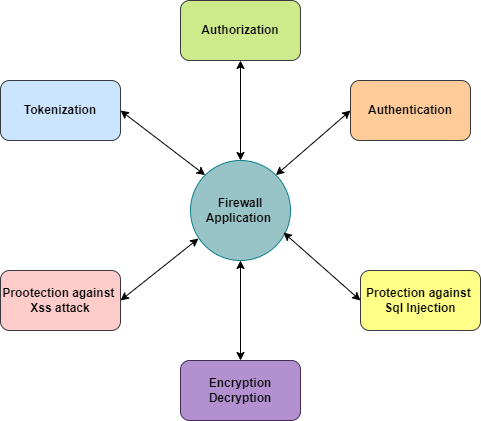 Authorization
Tokenization
Authentication
Firewall
Application
Prootection against
Xss attack
Protection against
Sql Injection
Encryption
Decryption